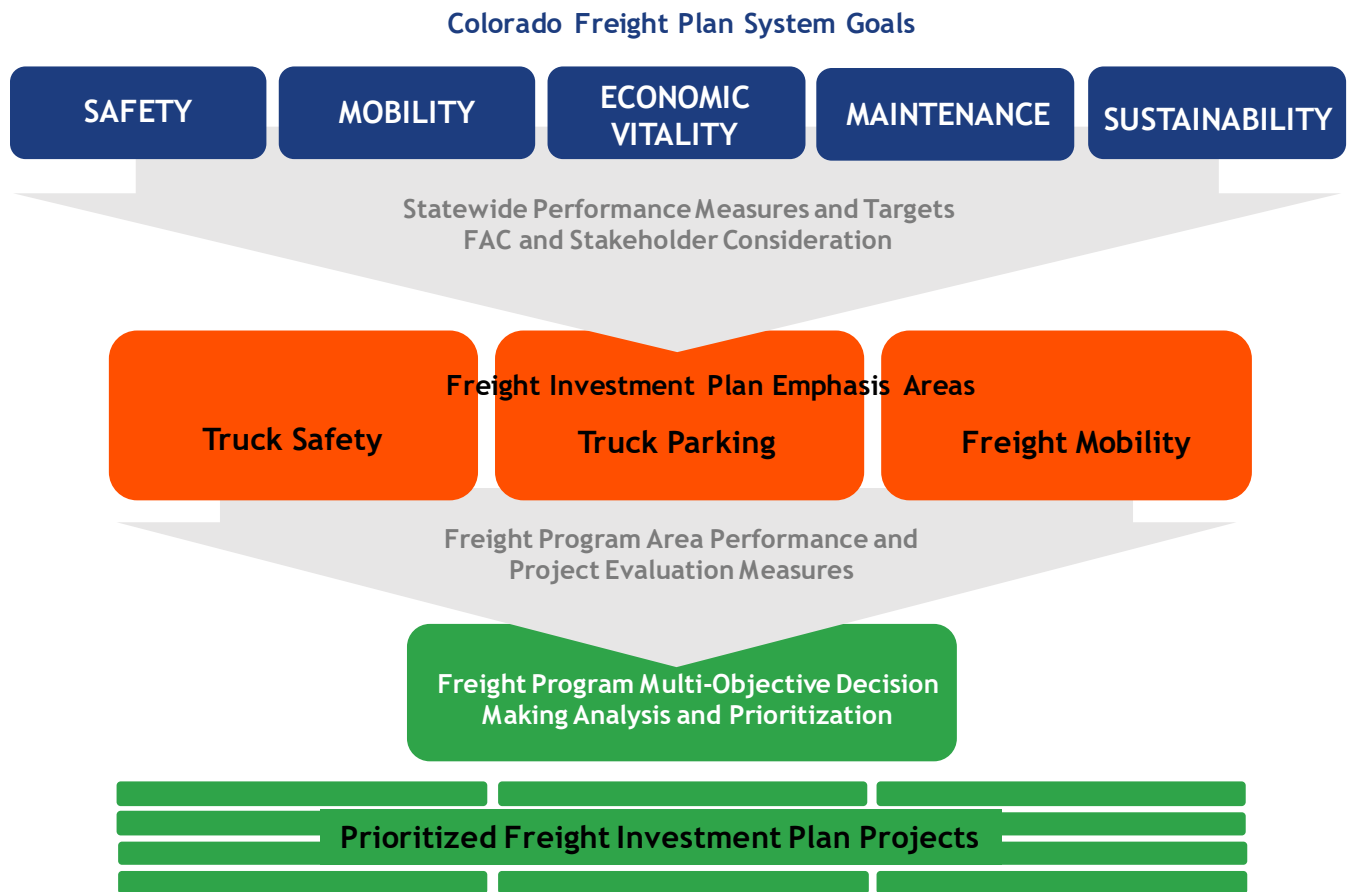 Colorado Freight Plan System Goals
SAFETY
MOBILITY
ECONOMIC
VITALITY
MAINTENANCE
SUSTAINABILITY
Statewide Performance Measures and Targets
FAC and Stakeholder Consideration
Freight Investment Plan Emphasis Areas
Truck Safety
Truck Parking
Freight Mobility
Freight Program Area Performance and
Project Evaluation Measures
Freight Program Multi-Objective Decision
Making Analysis and Prioritization
Prioritized Freight Investment Plan Projects